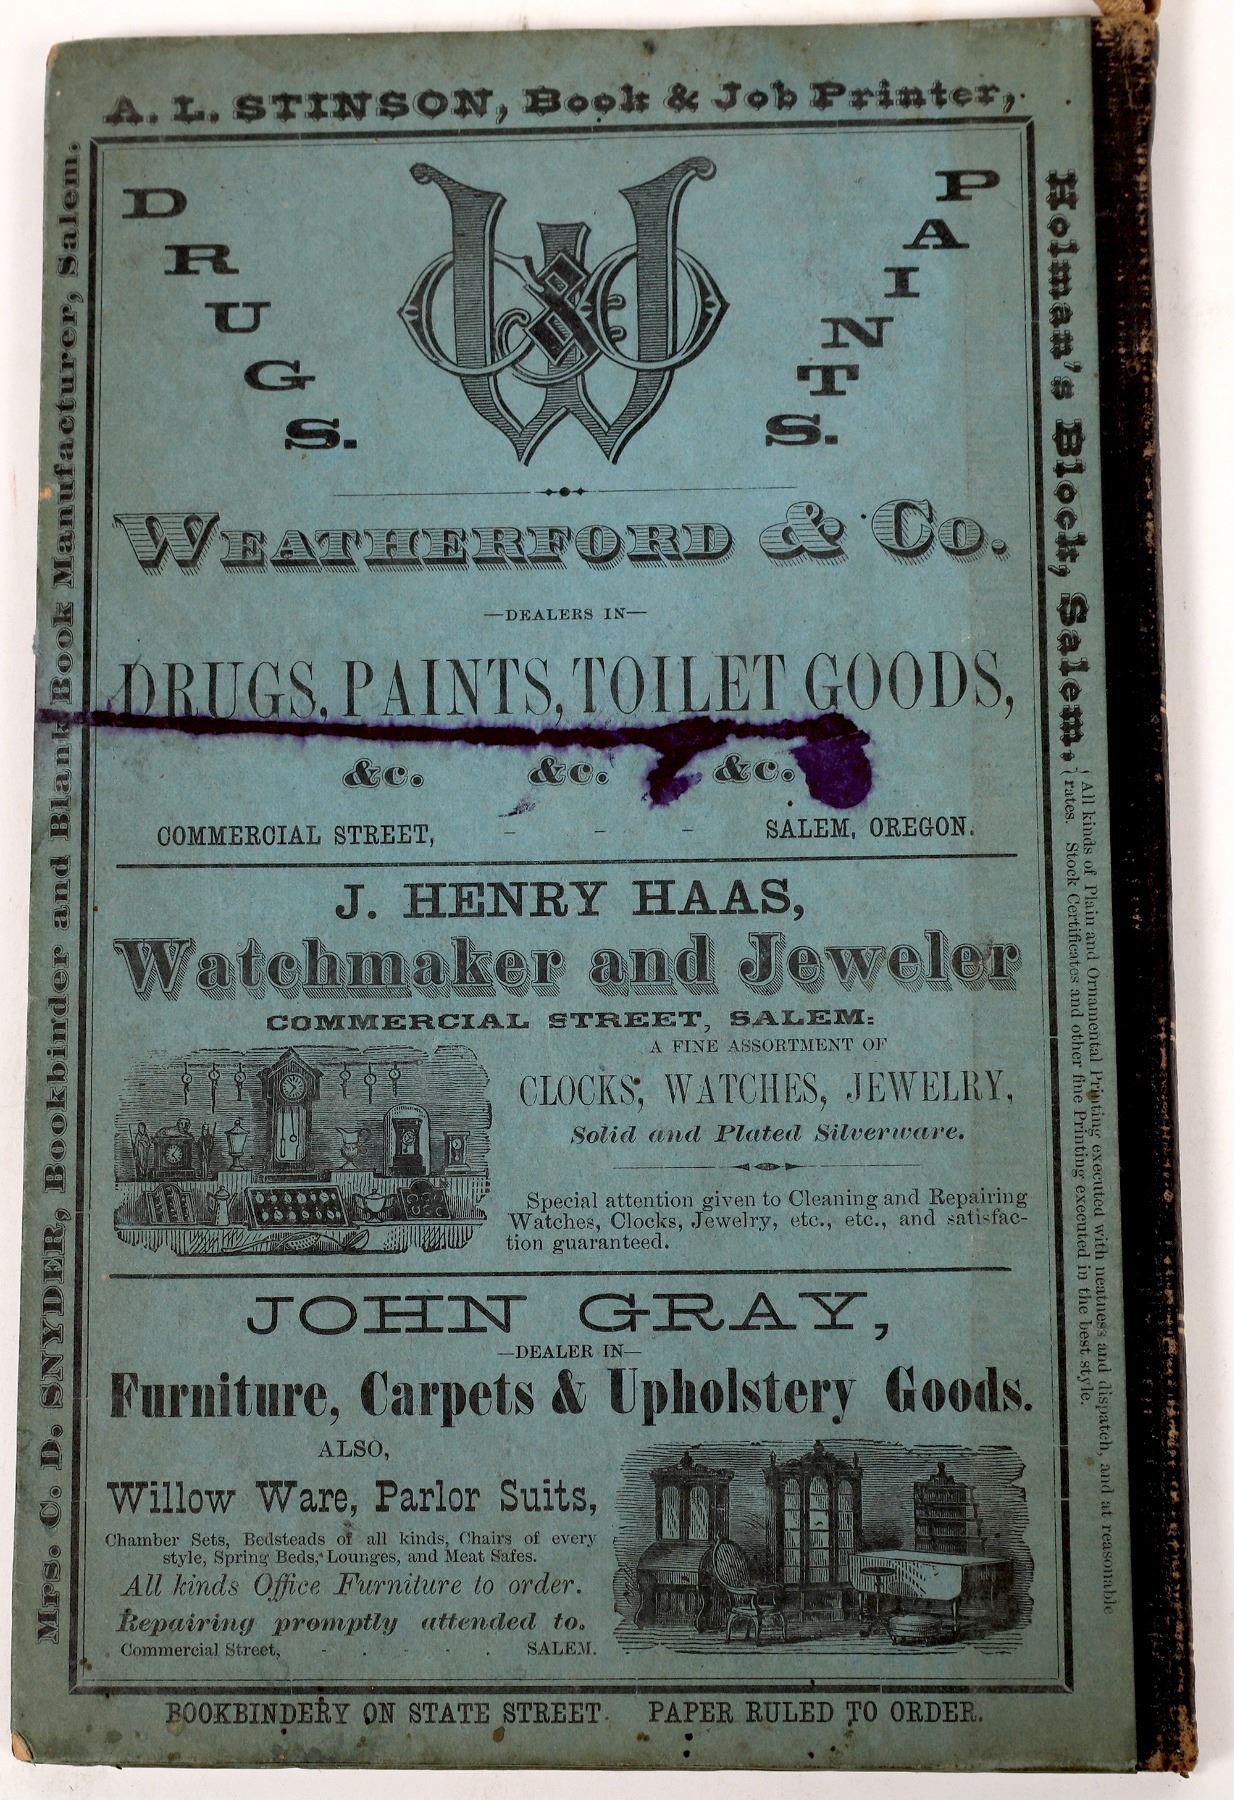 A. L. STINSON, Book & Job Printer,
Holman's Block, Salem.
All kinds of Plain and Ornamental Printing executed with neatness and dispatch, and at reasonable
rates. Stock Certificates and other fine Printing executed in the best style.
Mrs. C. D. SNYDER, Bookbinder and Blank Book Manufacturer, Salem.
DRUGS.
W & Co
PAINTS.
WEATHERFORD & Co.
—DEALERS IN—
DRUGS, PAINTS, TOILET GOODS,
&c. &c. &c.
COMMERCIAL STREET, - - - SALEM, OREGON.
J. HENRY HAAS,
Watchmaker and Jeweler
COMMERCIAL STREET, SALEM:
A FINE ASSORTMENT OF
CLOCKS, WATCHES, JEWELRY,
Solid and Plated Silverware.
Special attention given to Cleaning and Repairing
Watches, Clocks, Jewelry, etc., etc., and satisfac-
tion guaranteed.
JOHN GRAY,
—DEALER IN—
Furniture, Carpets & Upholstery Goods.
ALSO,
Willow Ware, Parlor Suits,
Chamber Sets, Bedsteads of all kinds, Chairs of every
style, Spring Beds, Lounges, and Meat Safes.
All kinds Office Furniture to order.
Repairing promptly attended to.
Commercial Street, - - - - SALEM.
BOOKBINDERY ON STATE STREET. PAPER RULED TO ORDER.